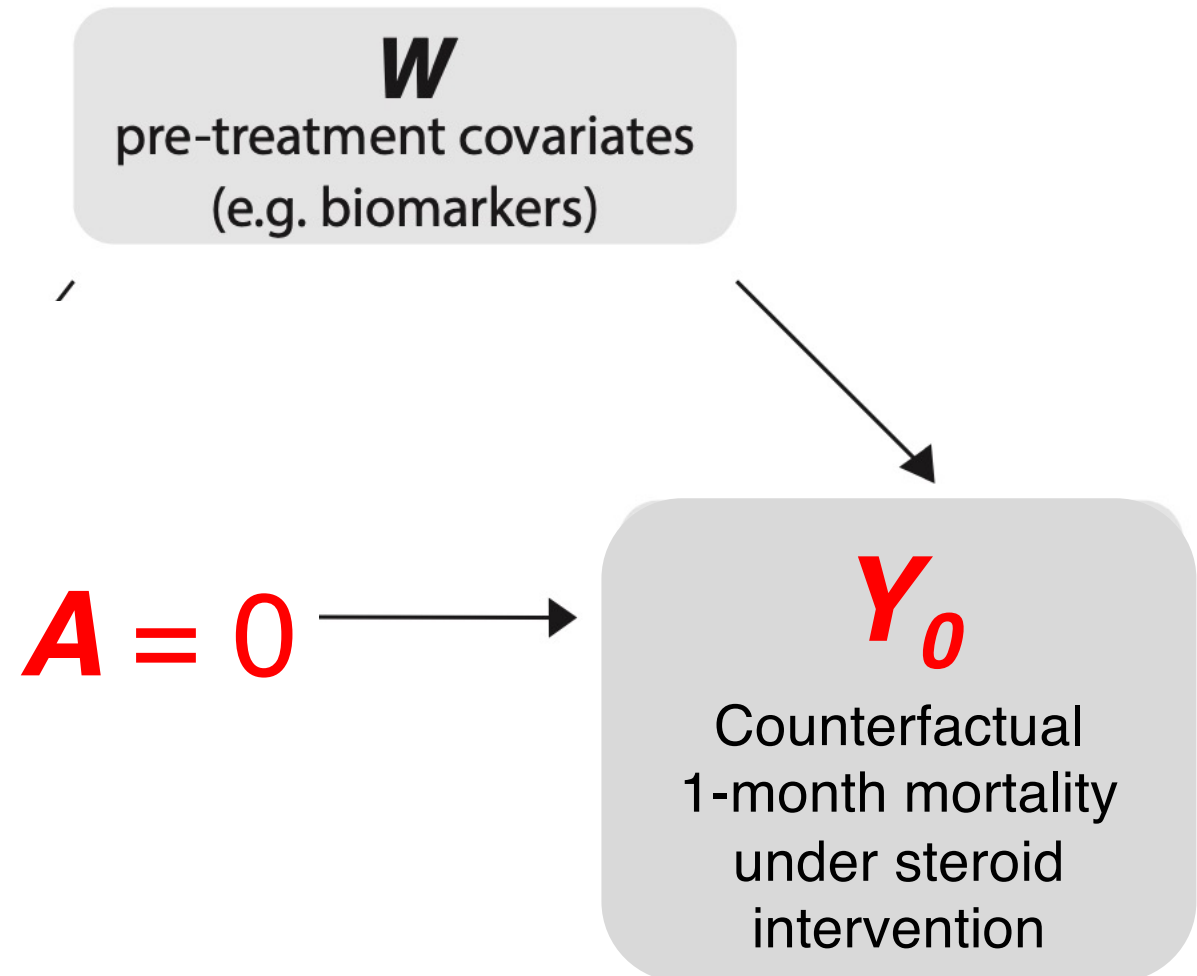 W
pre-treatment covariates
(e.g. biomarkers)
A = 0
Y₀
Counterfactual
1-month mortality
under steroid
intervention